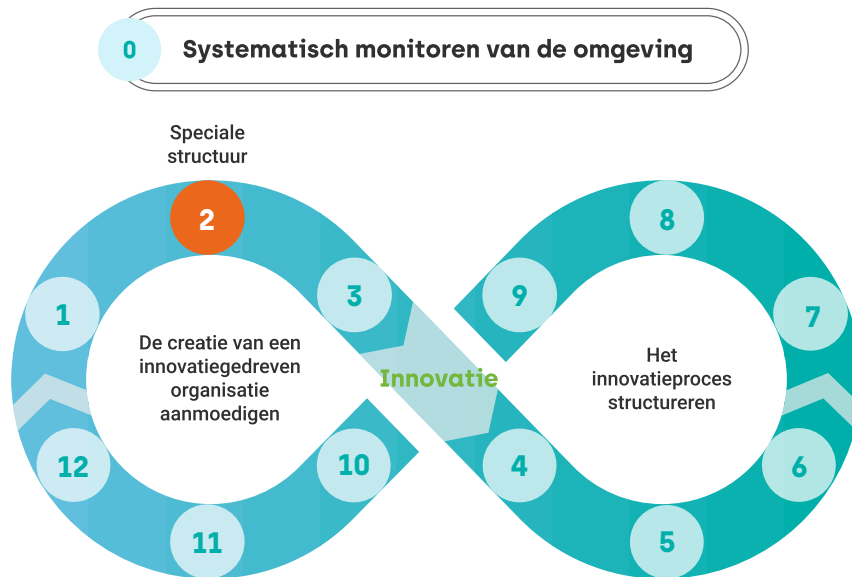 0 Systematisch monitoren van de omgeving
Speciale
structuur
2
8
3
9
1
7
De creatie van een
innovatiegedreven
organisatie
aanmoedigen
Innovatie
Het
innovatieproces
structureren
12
10
4
6
11
5